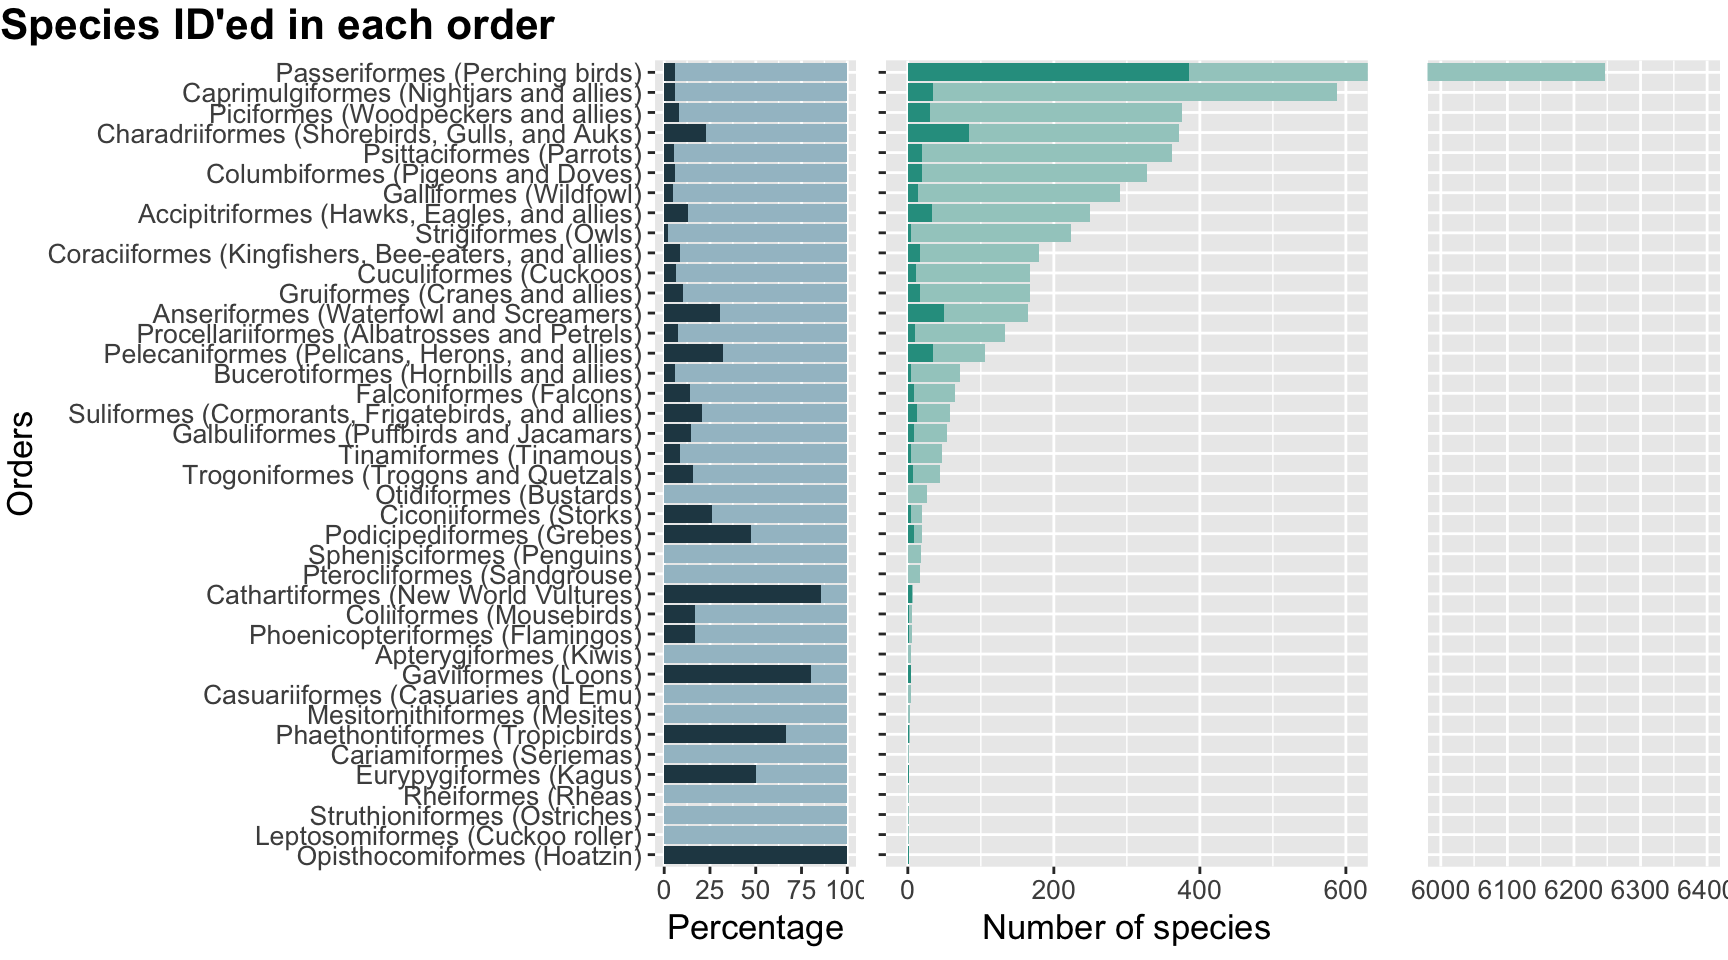 Species ID'ed in each order
Orders
Passeriformes (Perching birds)
Caprimulgiformes (Nightjars and allies)
Piciformes (Woodpeckers and allies)
Charadriiformes (Shorebirds, Gulls, and Auks)
Psittaciformes (Parrots)
Columbiformes (Pigeons and Doves)
Galliformes (Wildfowl)
Accipitriformes (Hawks, Eagles, and allies)
Strigiformes (Owls)
Coraciiformes (Kingfishers, Bee-eaters, and allies)
Cuculiformes (Cuckoos)
Gruiformes (Cranes and allies)
Anseriformes (Waterfowl and Screamers)
Procellariiformes (Albatrosses and Petrels)
Pelecaniformes (Pelicans, Herons, and allies)
Bucerotiformes (Hornbills and allies)
Falconiformes (Falcons)
Suliformes (Cormorants, Frigatebirds, and allies)
Galbuliformes (Puffbirds and Jacamars)
Tinamiformes (Tinamous)
Trogoniformes (Trogons and Quetzals)
Otidiformes (Bustards)
Ciconiiformes (Storks)
Podicipediformes (Grebes)
Sphenisciformes (Penguins)
Pterocliformes (Sandgrouse)
Cathartiformes (New World Vultures)
Coliiformes (Mousebirds)
Phoenicopteriformes (Flamingos)
Apterygiformes (Kiwis)
Gaviiformes (Loons)
Casuariiformes (Casuaries and Emu)
Mesitornithiformes (Mesites)
Phaethontiformes (Tropicbirds)
Cariamiformes (Seriemas)
Eurypygiformes (Kagus)
Rheiformes (Rheas)
Struthioniformes (Ostriches)
Leptosomiformes (Cuckoo roller)
Opisthocomiformes (Hoatzin)
0 25 50 75 100
0 200 400 600
6000 6100 6200 6300 6400
Percentage
Number of species